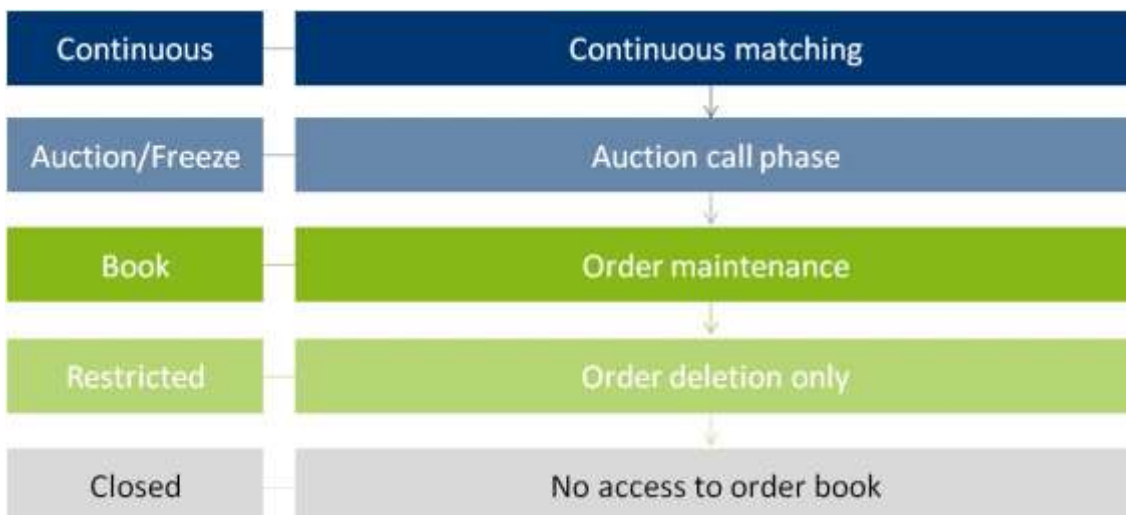 Continuous
Continuous matching
Auction/Freeze
Auction call phase
Book
Order maintenance
Restricted
Order deletion only
Closed
No access to order book